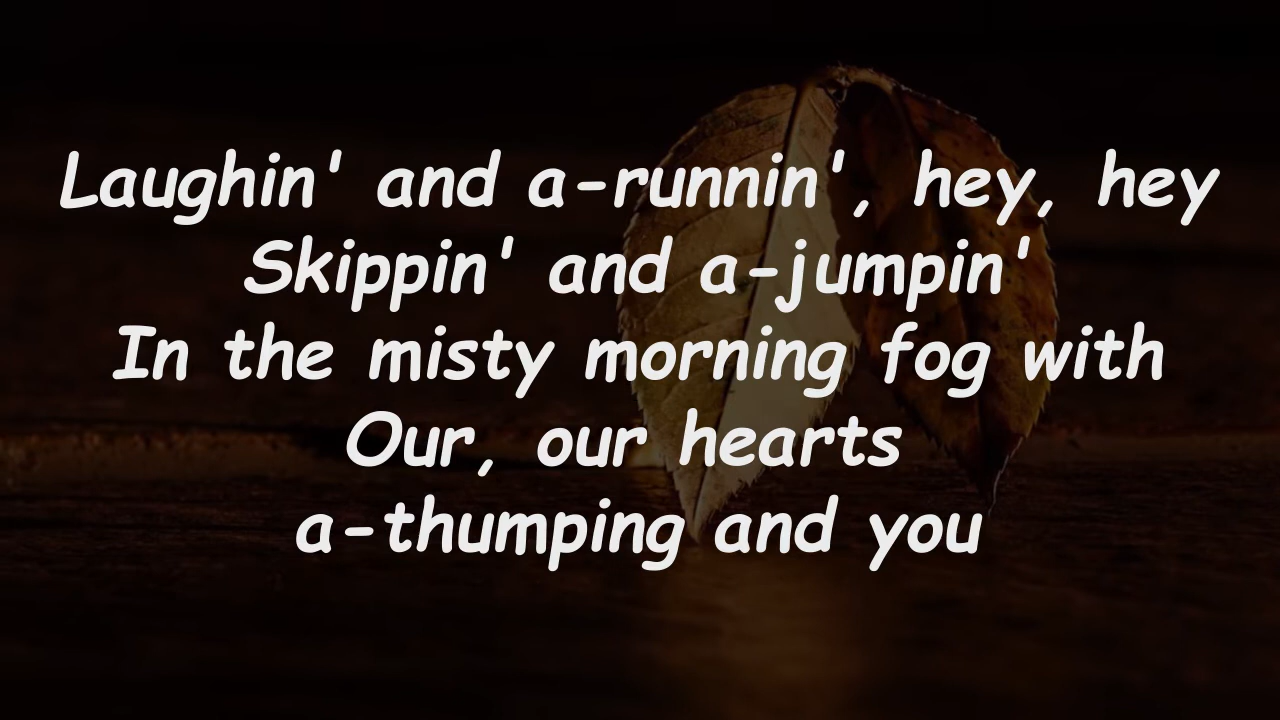 Laughin' and a-runnin', hey, hey
Skippin' and a-jumpin'
In the misty morning fog with
Our, our hearts
a-thumping and you